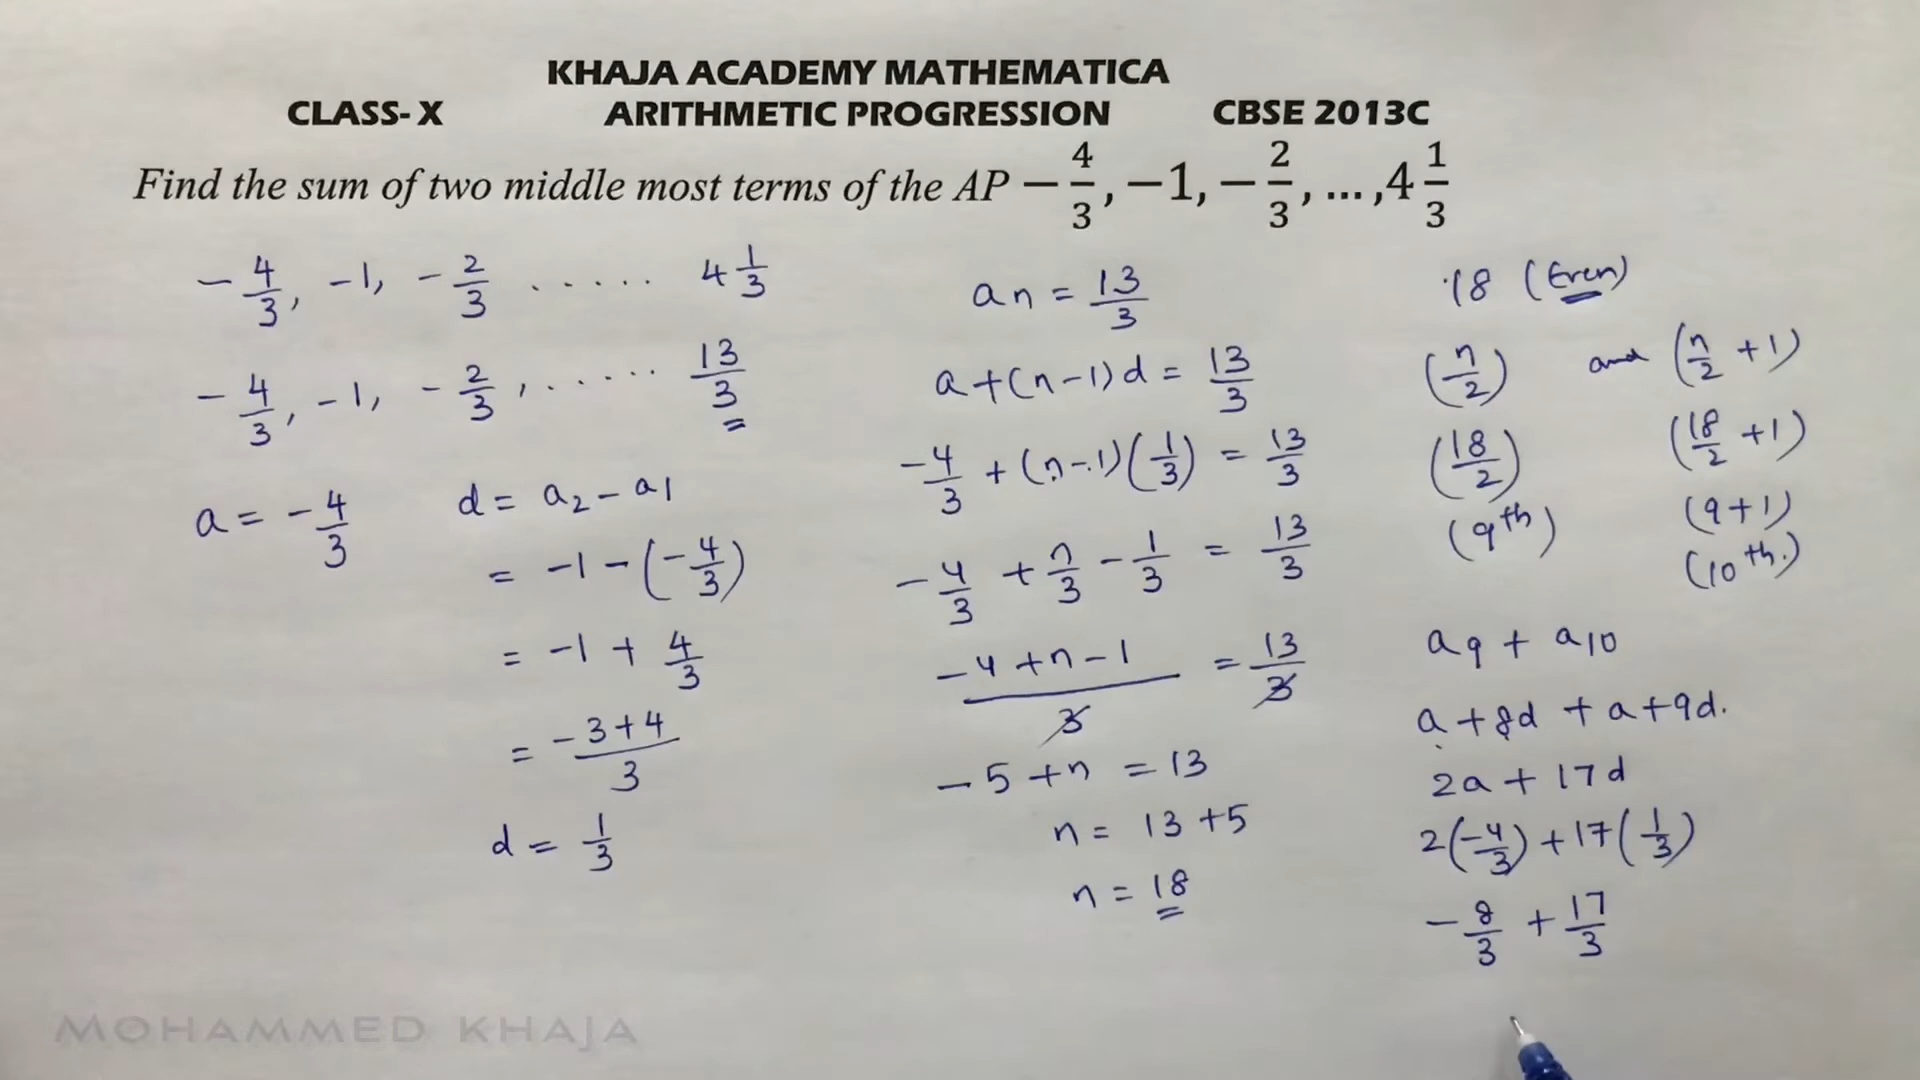 KHAJA ACADEMY MATHEMATICA
CLASS- X ARITHMETIC PROGRESSION CBSE 2013C
Find the sum of two middle most terms of the AP −4/3, −1, −2/3, ... ,4 1/3
-4/3, -1, -2/3 ..... 4 1/3
-4/3, -1, -2/3, ..... 13/3
a = -4/3
d = a2 - a1
= -1 - (-4/3)
= -1 + 4/3
= -3+4/3
d = 1/3
an = 13/3
a+(n-1)d = 13/3
-4/3 + (n-1)(1/3) = 13/3
-4/3 + n/3 - 1/3 = 13/3
-4+n-1/3 = 13/3
-5+n = 13
n = 13+5
n = 18
18 (Even)
(n/2) and (n/2 +1)
(18/2) (18/2 +1)
(9th) (9+1)
(10th.)
a9 + a10
a+8d + a+9d.
2a + 17d
2(-4/3) + 17(1/3)
-8/3 + 17/3
MOHAMMED KHAJA